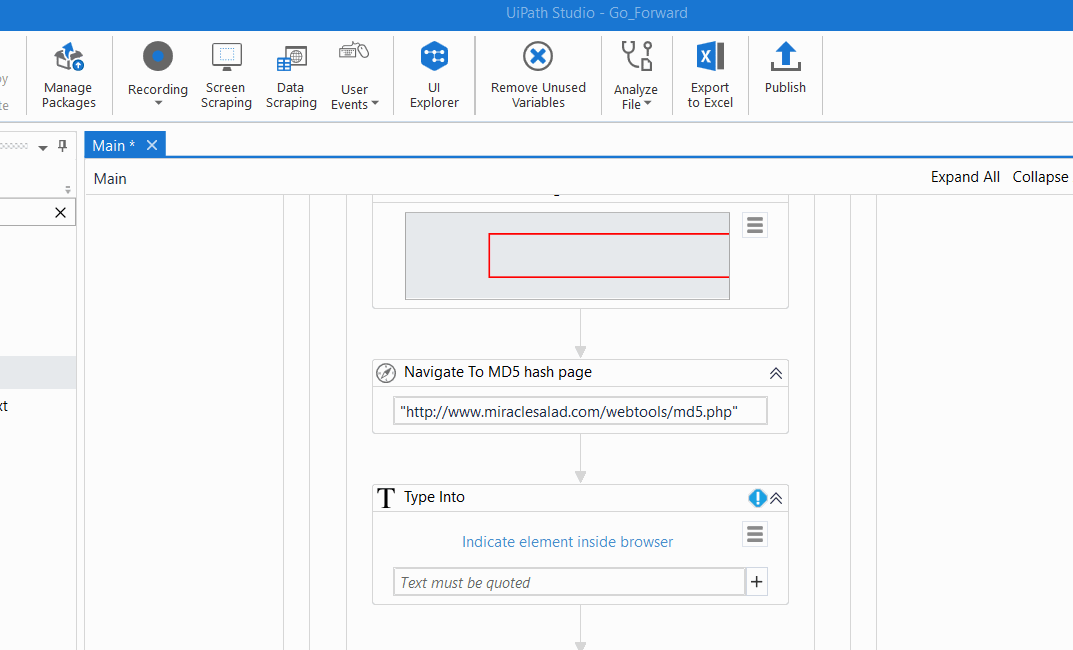 UiPath Studio - Go_Forward
Manage
Packages
Recording
Screen
Scraping
Data
Scraping
User
Events
UI
Explorer
Remove Unused
Variables
Analyze
File
Export
to Excel
Publish
Main *
Main
Expand All
Collapse
Navigate To MD5 hash page
"http://www.miraclesalad.com/webtools/md5.php"
T Type Into
Indicate element inside browser
Text must be quoted